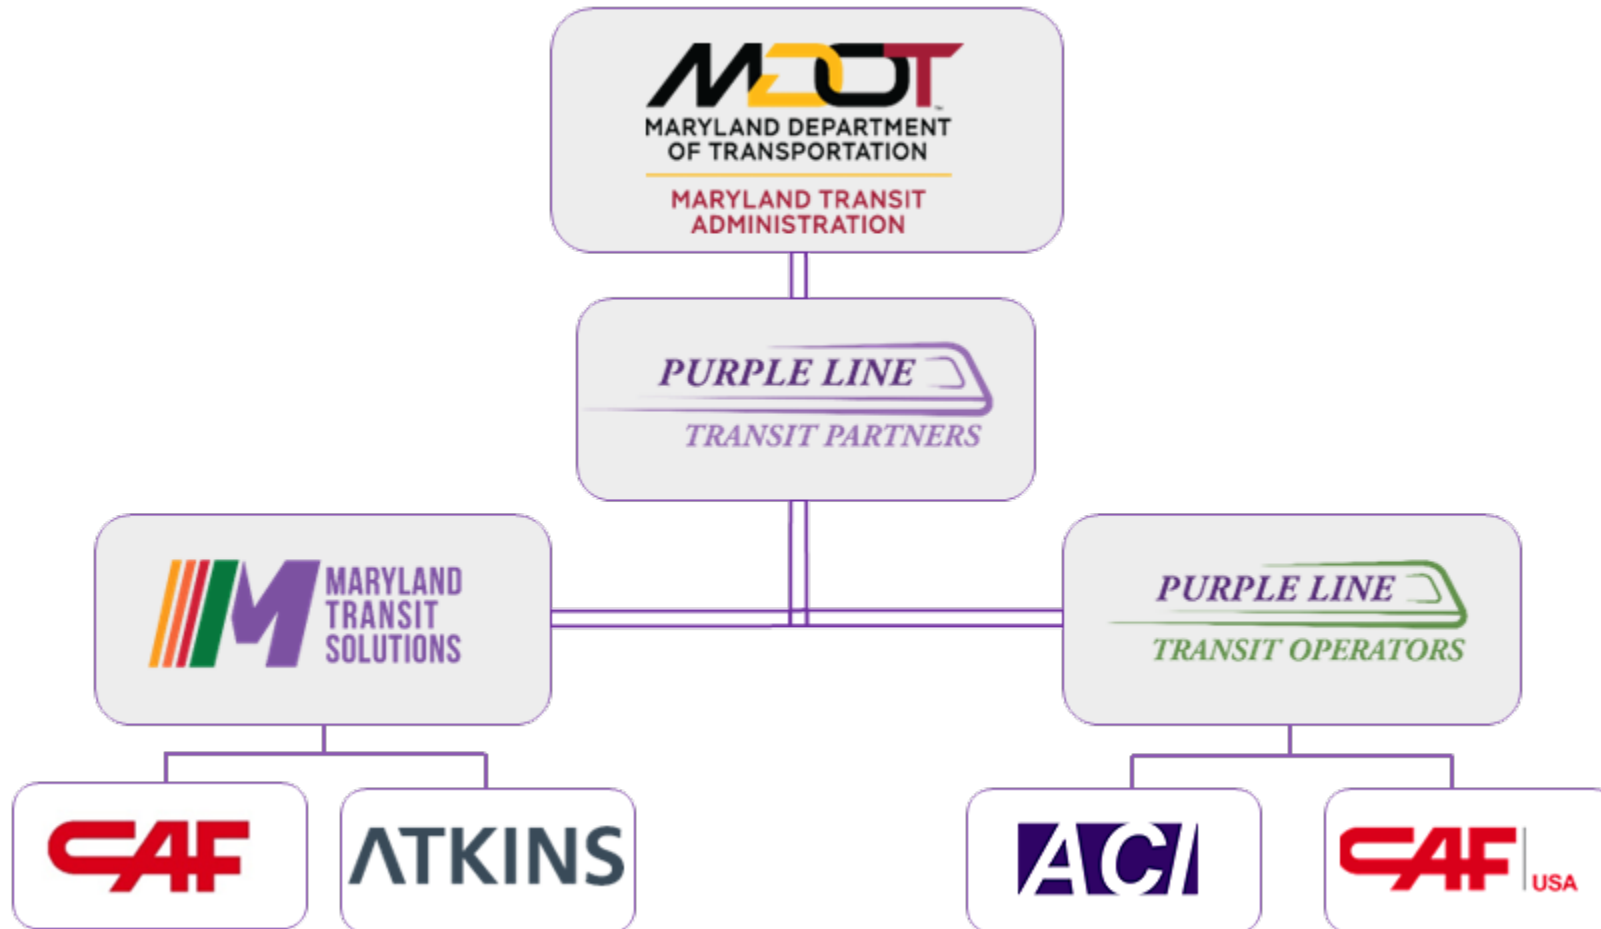 MDOT™
MARYLAND DEPARTMENT
OF TRANSPORTATION
MARYLAND TRANSIT
ADMINISTRATION
PURPLE LINE
TRANSIT PARTNERS
M MARYLAND
TRANSIT
SOLUTIONS
PURPLE LINE
TRANSIT OPERATORS
CAF
ATKINS
ACI
CAF USA